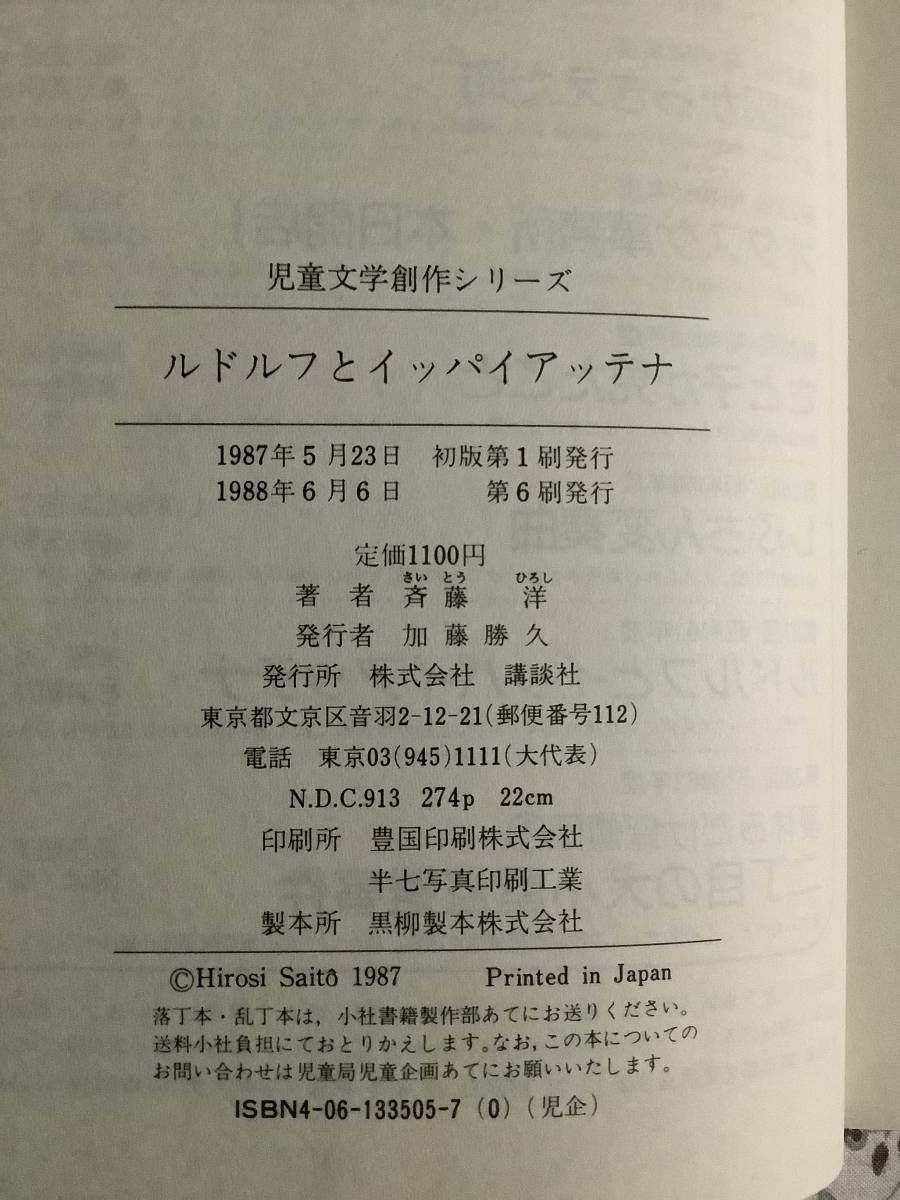 児童文学創作シリーズ
ルドルフとイッパイアッテナ
1987年5月23日 初版第1刷発行
1988年6月6日 第6刷発行
定価1100円
さい とう ひろし
著者 斉藤 洋
発行者 加藤勝久
発行所 株式会社 講談社
東京都文京区音羽2-12-21(郵便番号112)
電話 東京03(945)1111(大代表)
N.D.C.913 274p 22cm
印刷所 豊国印刷株式会社
半七写真印刷工業
製本所 黒柳製本株式会社
©Hirosi Saitô 1987 Printed in Japan
落丁本・乱丁本は，小社書籍製作部あてにお送りください。
送料小社負担にておとりかえします。なお，この本についての
お問い合わせは児童局児童企画あてにお願いいたします。
ISBN4-06-133505-7 (0) (児企)